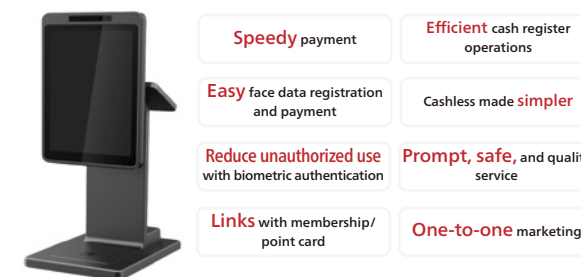 Speedy payment
Efficient cash register
operations
Easy face data registration
and payment
Cashless made simpler
Reduce unauthorized use
with biometric authentication
Prompt, safe, and
service
Links with membership/
point card
One-to-one marketing